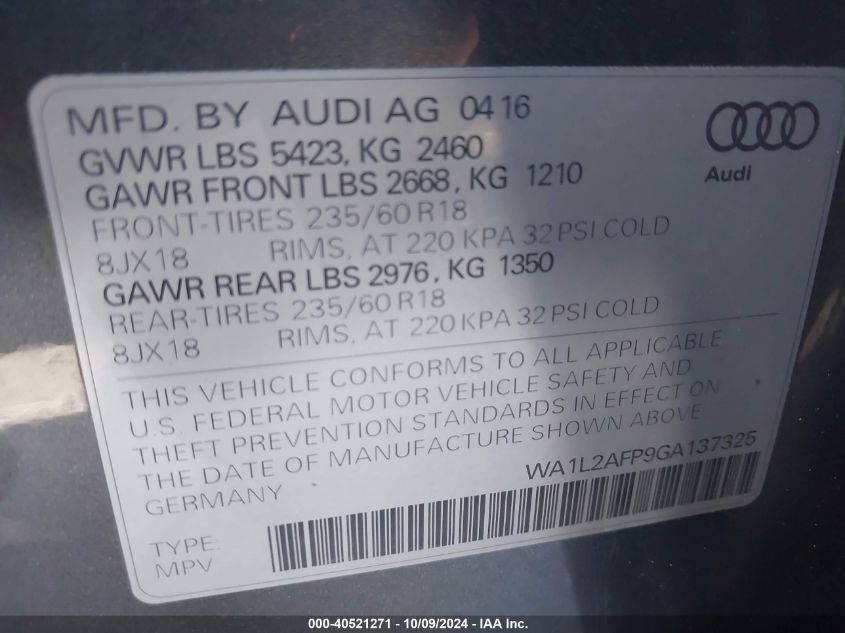 MFD. BY AUDI AG 04 16
GVWR LBS 5423, KG 2460
GAWR FRONT LBS 2668, KG 1210
FRONT-TIRES 235/60 R18
8JX18 RIMS, AT 220 KPA 32 PSI COLD
GAWR REAR LBS 2976, KG 1350
REAR-TIRES 235/60 R18
8JX18 RIMS, AT 220 KPA 32 PSI COLD
Audi
THIS VEHICLE CONFORMS TO ALL APPLICABLE
U.S. FEDERAL MOTOR VEHICLE SAFETY AND
THEFT PREVENTION STANDARDS IN EFFECT ON
THE DATE OF MANUFACTURE SHOWN ABOVE
GERMANY WA1L2AFP9GA137325
TYPE:
MPV
000-40521271 - 10/09/2024 - IAA Inc.